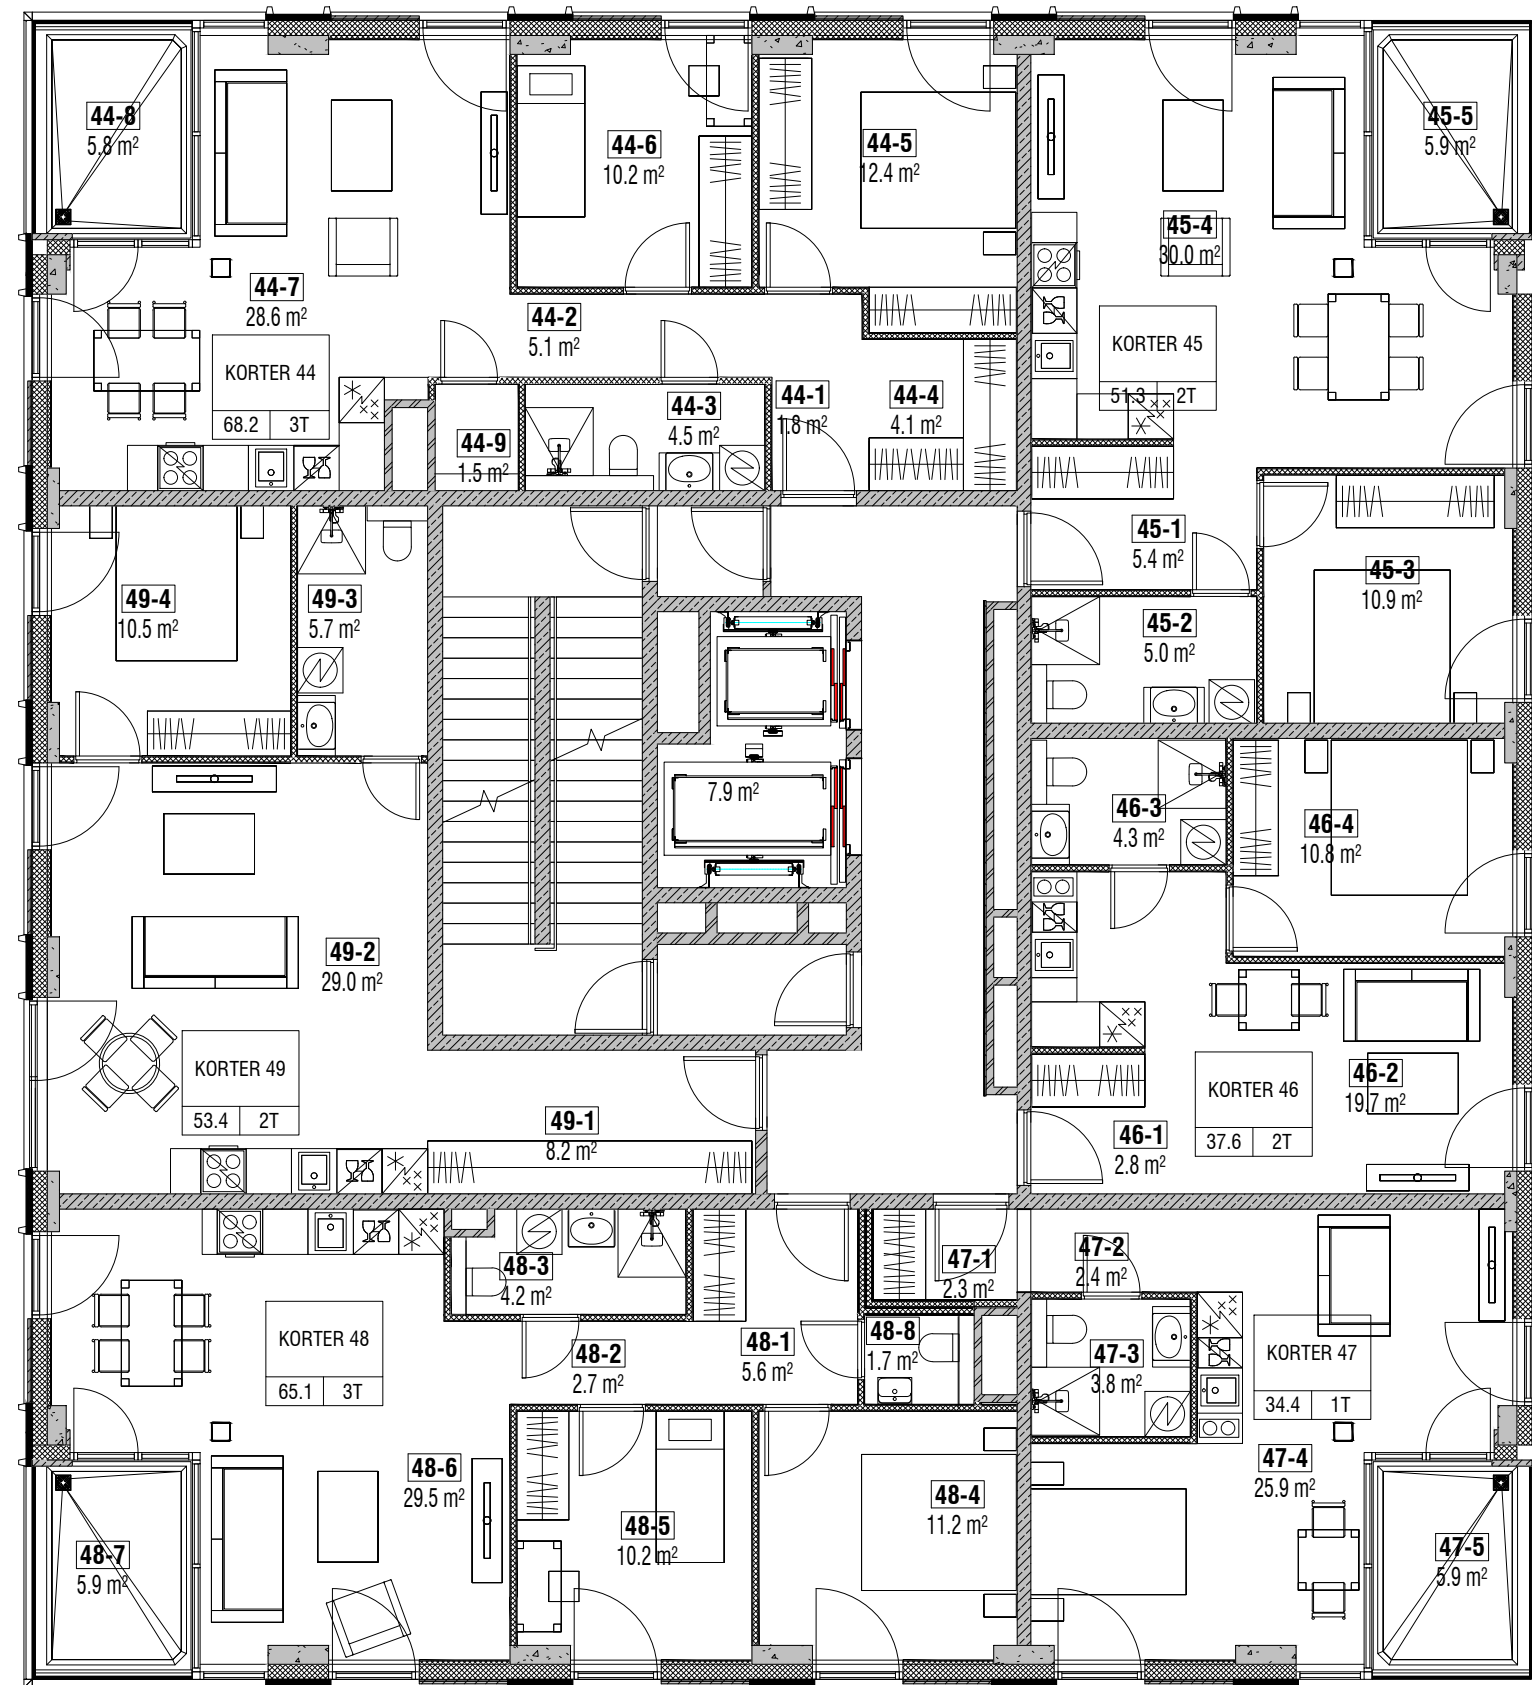 44-8
5.8 m²
44-6
10.2 m²
44-5
12.4 m²
45-5
5.9 m²
45-4
30.0 m²
44-7
28.6 m²
44-2
5.1 m²
KORTER 44
68.2 3T
KORTER 45
51.3 2T
44-9
1.5 m²
44-3
4.5 m²
44-1
1.8 m²
44-4
4.1 m²
45-1
5.4 m²
45-3
10.9 m²
49-4
10.5 m²
49-3
5.7 m²
45-2
5.0 m²
7.9 m²
46-3
4.3 m²
46-4
10.8 m²
49-2
29.0 m²
KORTER 49
53.4 2T
KORTER 46
37.6 2T
46-2
19.7 m²
49-1
8.2 m²
46-1
2.8 m²
48-3
4.2 m²
47-1
2.3 m²
47-2
2.4 m²
KORTER 48
65.1 3T
48-2
2.7 m²
48-1
5.6 m²
48-8
1.7 m²
47-3
3.8 m²
KORTER 47
34.4 1T
48-6
29.5 m²
48-5
10.2 m²
48-4
11.2 m²
47-4
25.9 m²
48-7
5.9 m²
47-5
5.9 m²